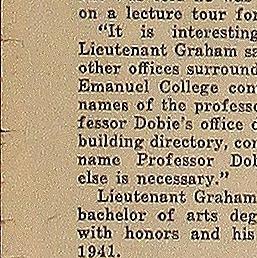 on a lecture tour for
"It is interesting
Lieutenant Graham sa
other offices surround
Emanuel College con
names of the profess
fessor Dobie's office d
building directory, con
name Professor Dob
else is necessary."
Lieutenant Graham
bachelor of arts deg
with honors and his
1941.